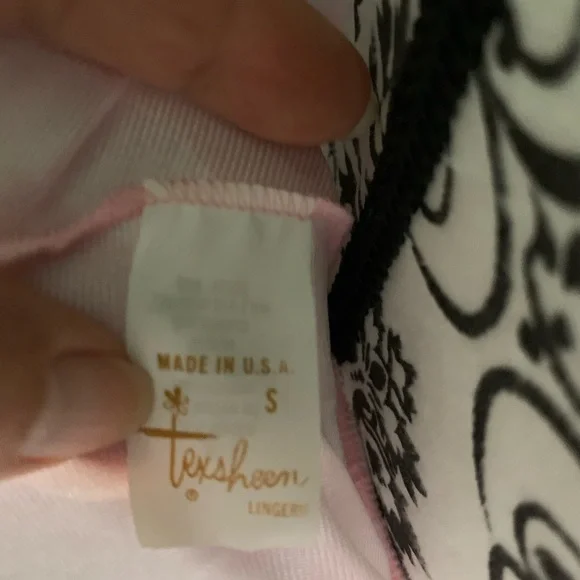 MADE IN U.S.A.
S
Texsheen
®
LINGERIE